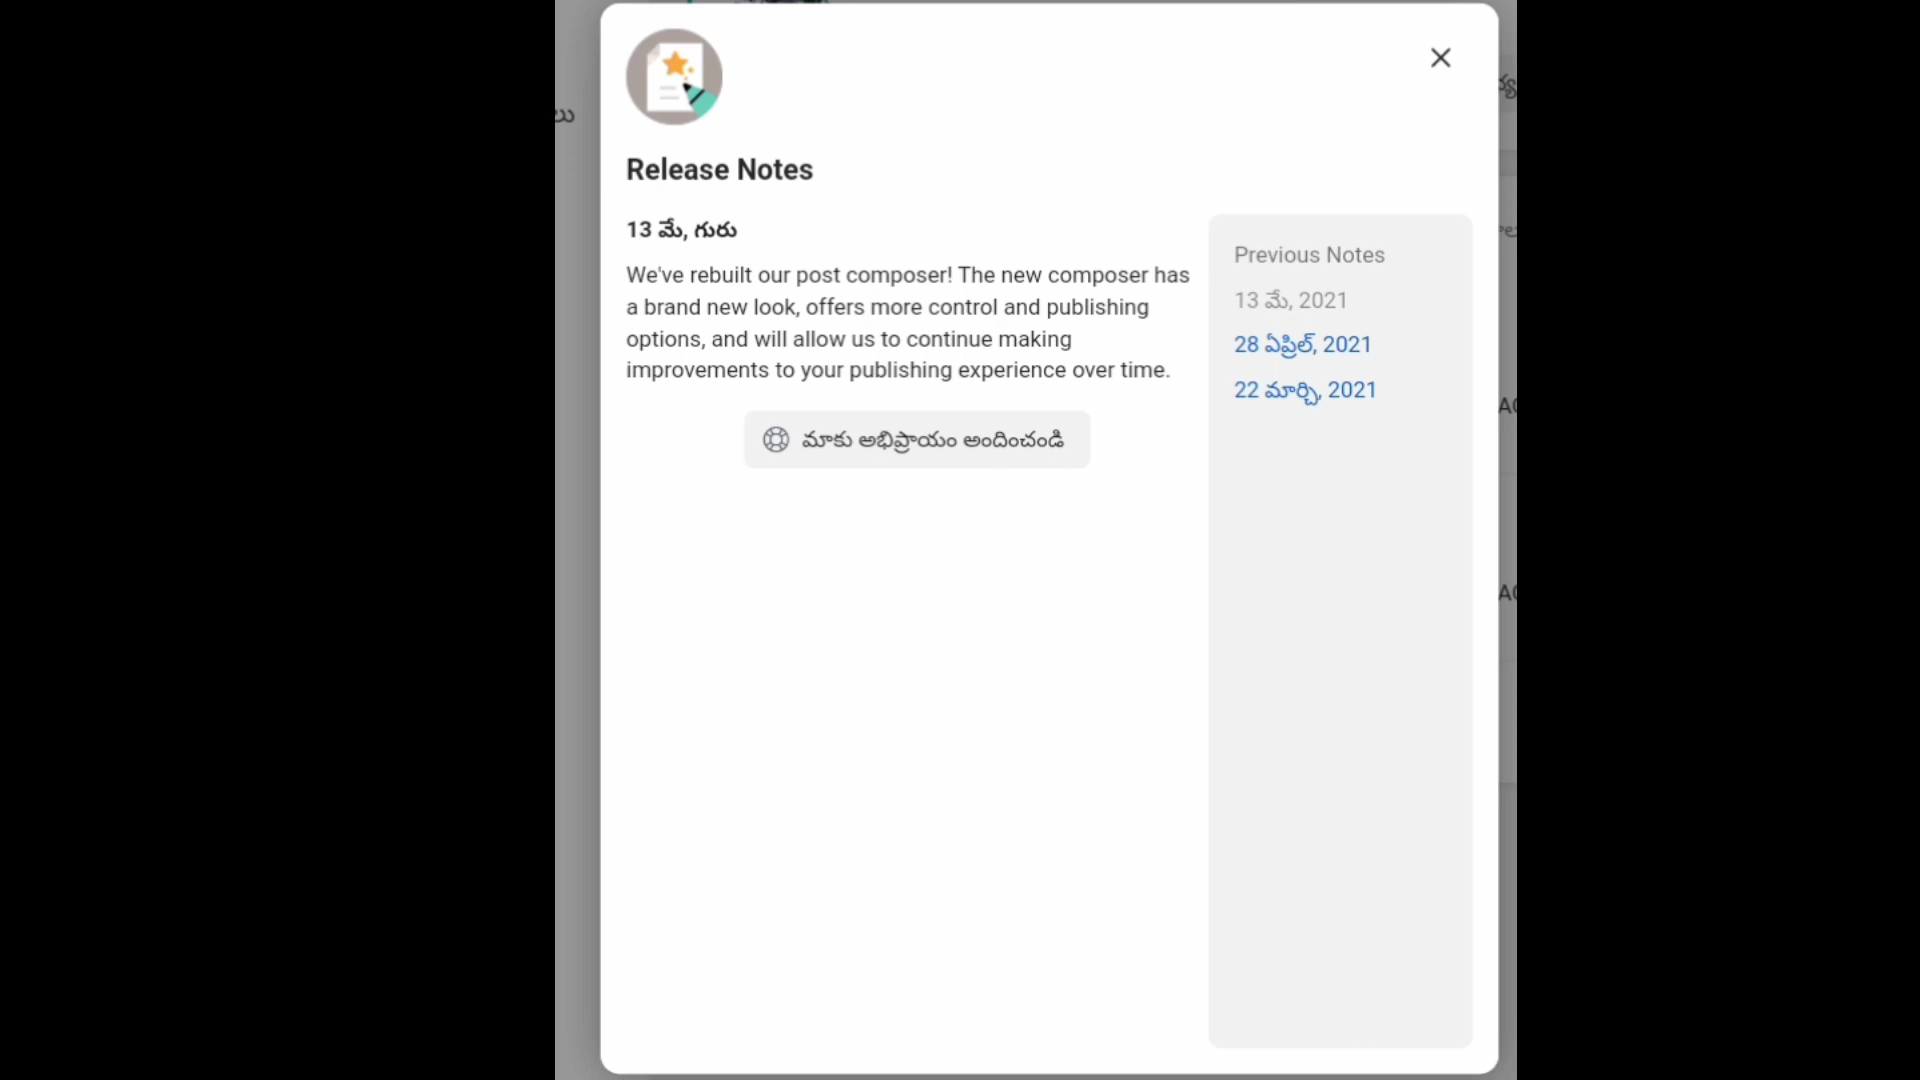 Release Notes
13 మే, గురు
We've rebuilt our post composer! The new composer has
a brand new look, offers more control and publishing
options, and will allow us to continue making
improvements to your publishing experience over time.
మాకు అభిప్రాయం అందించండి
Previous Notes
13 మే, 2021
28 ఏప్రిల్, 2021
22 మార్చి, 2021
లు